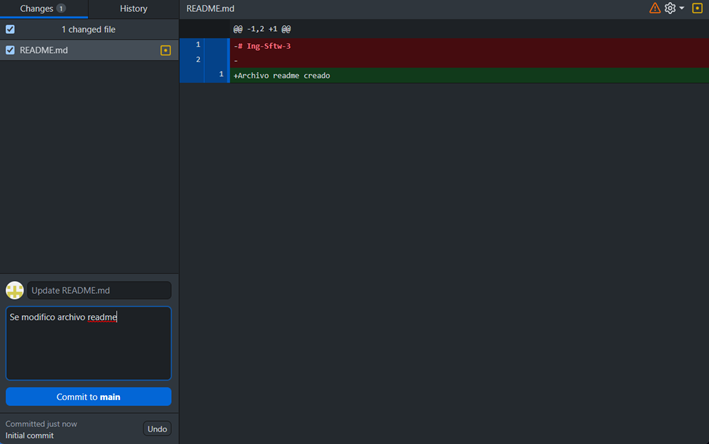 Changes 1 History README.md
1 changed file
@@ -1,2 +1 @@
README.md
1 -# Ing-Sftw-3
2 -
1 +Archivo readme creado
Update README.md
Se modifico archivo readme
Commit to main
Committed just now
Initial commit
Undo